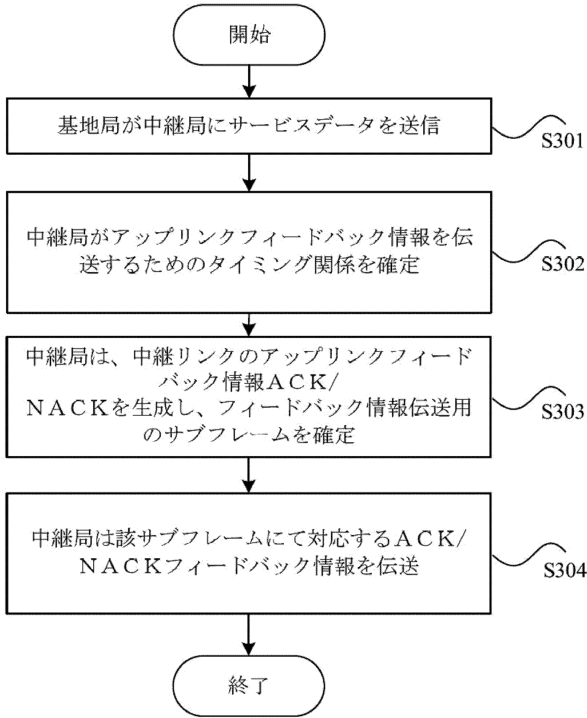 開始
基地局が中継局にサービスデータを送信
S301
中継局がアップリンクフィードバック情報を伝
送するためのタイミング関係を確定
S302
中継局は、中継リンクのアップリンクフィード
バック情報ＡＣＫ/
ＮＡＣＫを生成し、フィードバック情報伝送用
のサブフレームを確定
S303
中継局は該サブフレームにて対応するＡＣＫ/
ＮＡＣＫフィードバック情報を伝送
S304
終了